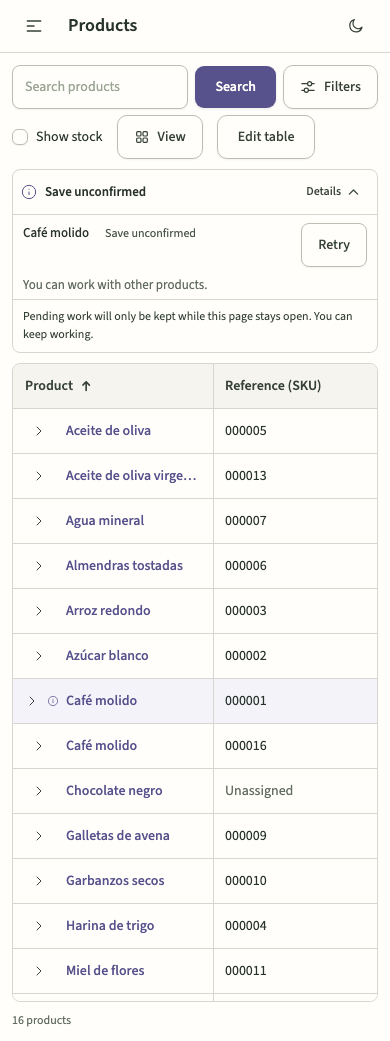 Products
Search products
Search
Filters
Show stock
View
Edit table
Save unconfirmed
Details
Café molido Save unconfirmed
Retry
You can work with other products.
Pending work will only be kept while this page stays open. You can
keep working.
Product Reference (SKU)
Aceite de oliva 000005
Aceite de oliva virge... 000013
Agua mineral 000007
Almendras tostadas 000006
Arroz redondo 000003
Azúcar blanco 000002
Café molido 000001
Café molido 000016
Chocolate negro Unassigned
Galletas de avena 000009
Garbanzos secos 000010
Harina de trigo 000004
Miel de flores 000011
16 products